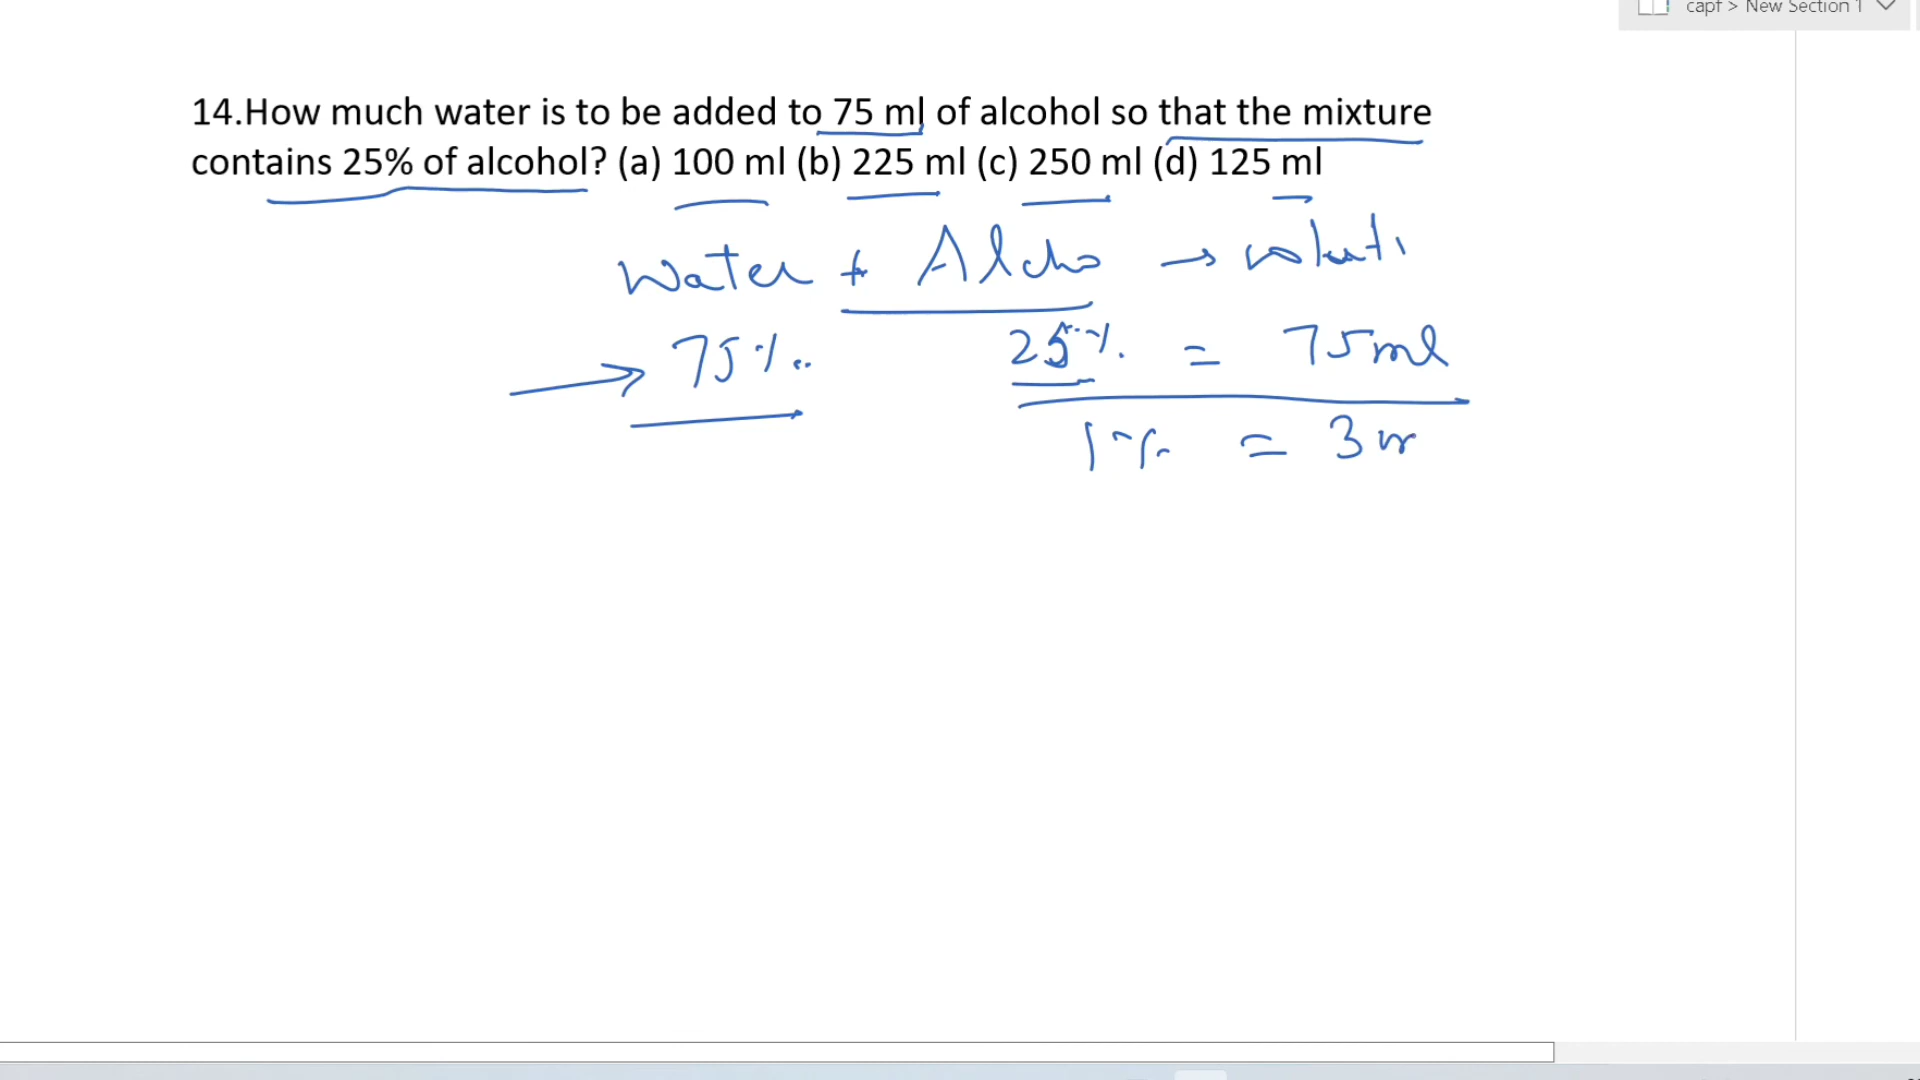 capf > New Section 1
14.How much water is to be added to 75 ml of alcohol so that the mixture
contains 25% of alcohol? (a) 100 ml (b) 225 ml (c) 250 ml (d) 125 ml
Water + Alcho →
→ 75% 25% = 75ml
1% = 3